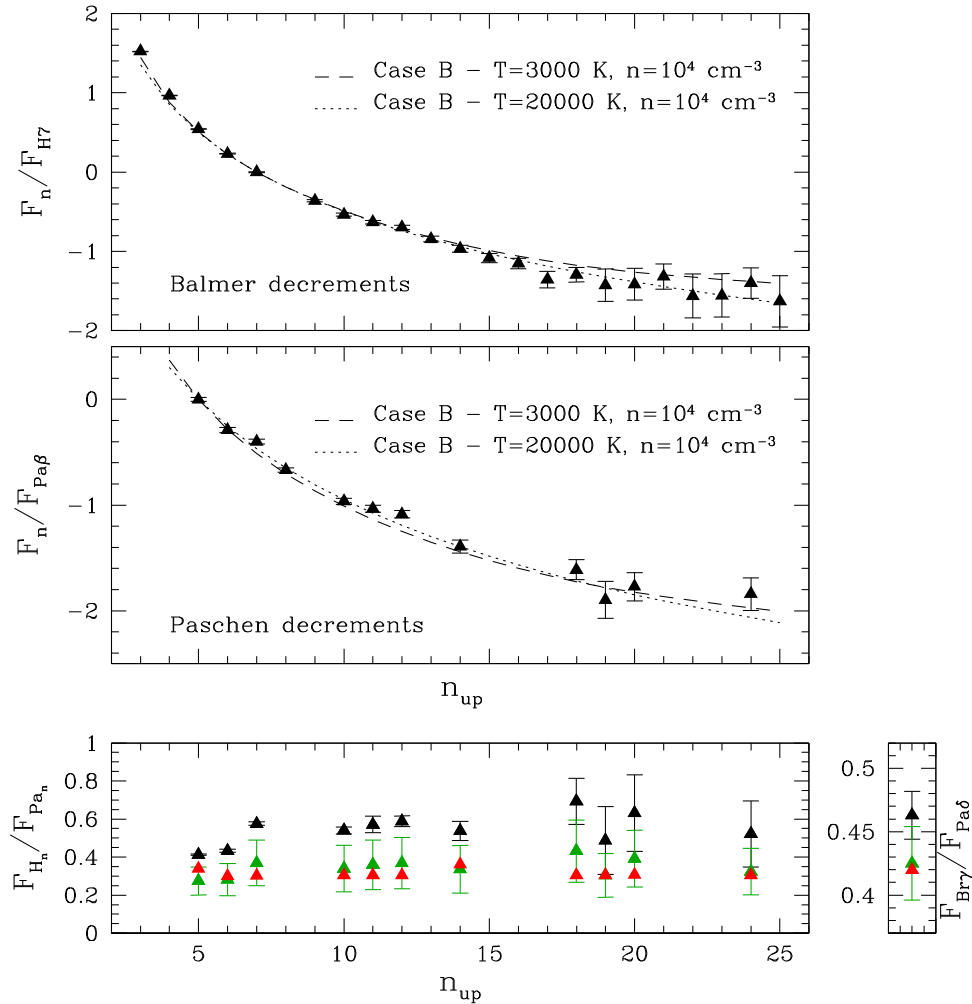 2
1
0
−1
−2
F_n/F_H7
Case B − T=3000 K, n=10⁴ cm⁻³
Case B − T=20000 K, n=10⁴ cm⁻³
Balmer decrements
0
−1
−2
F_n/F_Paβ
Case B − T=3000 K, n=10⁴ cm⁻³
Case B − T=20000 K, n=10⁴ cm⁻³
Paschen decrements
n_up
1
0.8
0.6
0.4
0.2
0
F_H_n/F_Pa_n
5 10 15 20 25
n_up
0.5
0.45
0.4
F_Brγ/F_Paδ